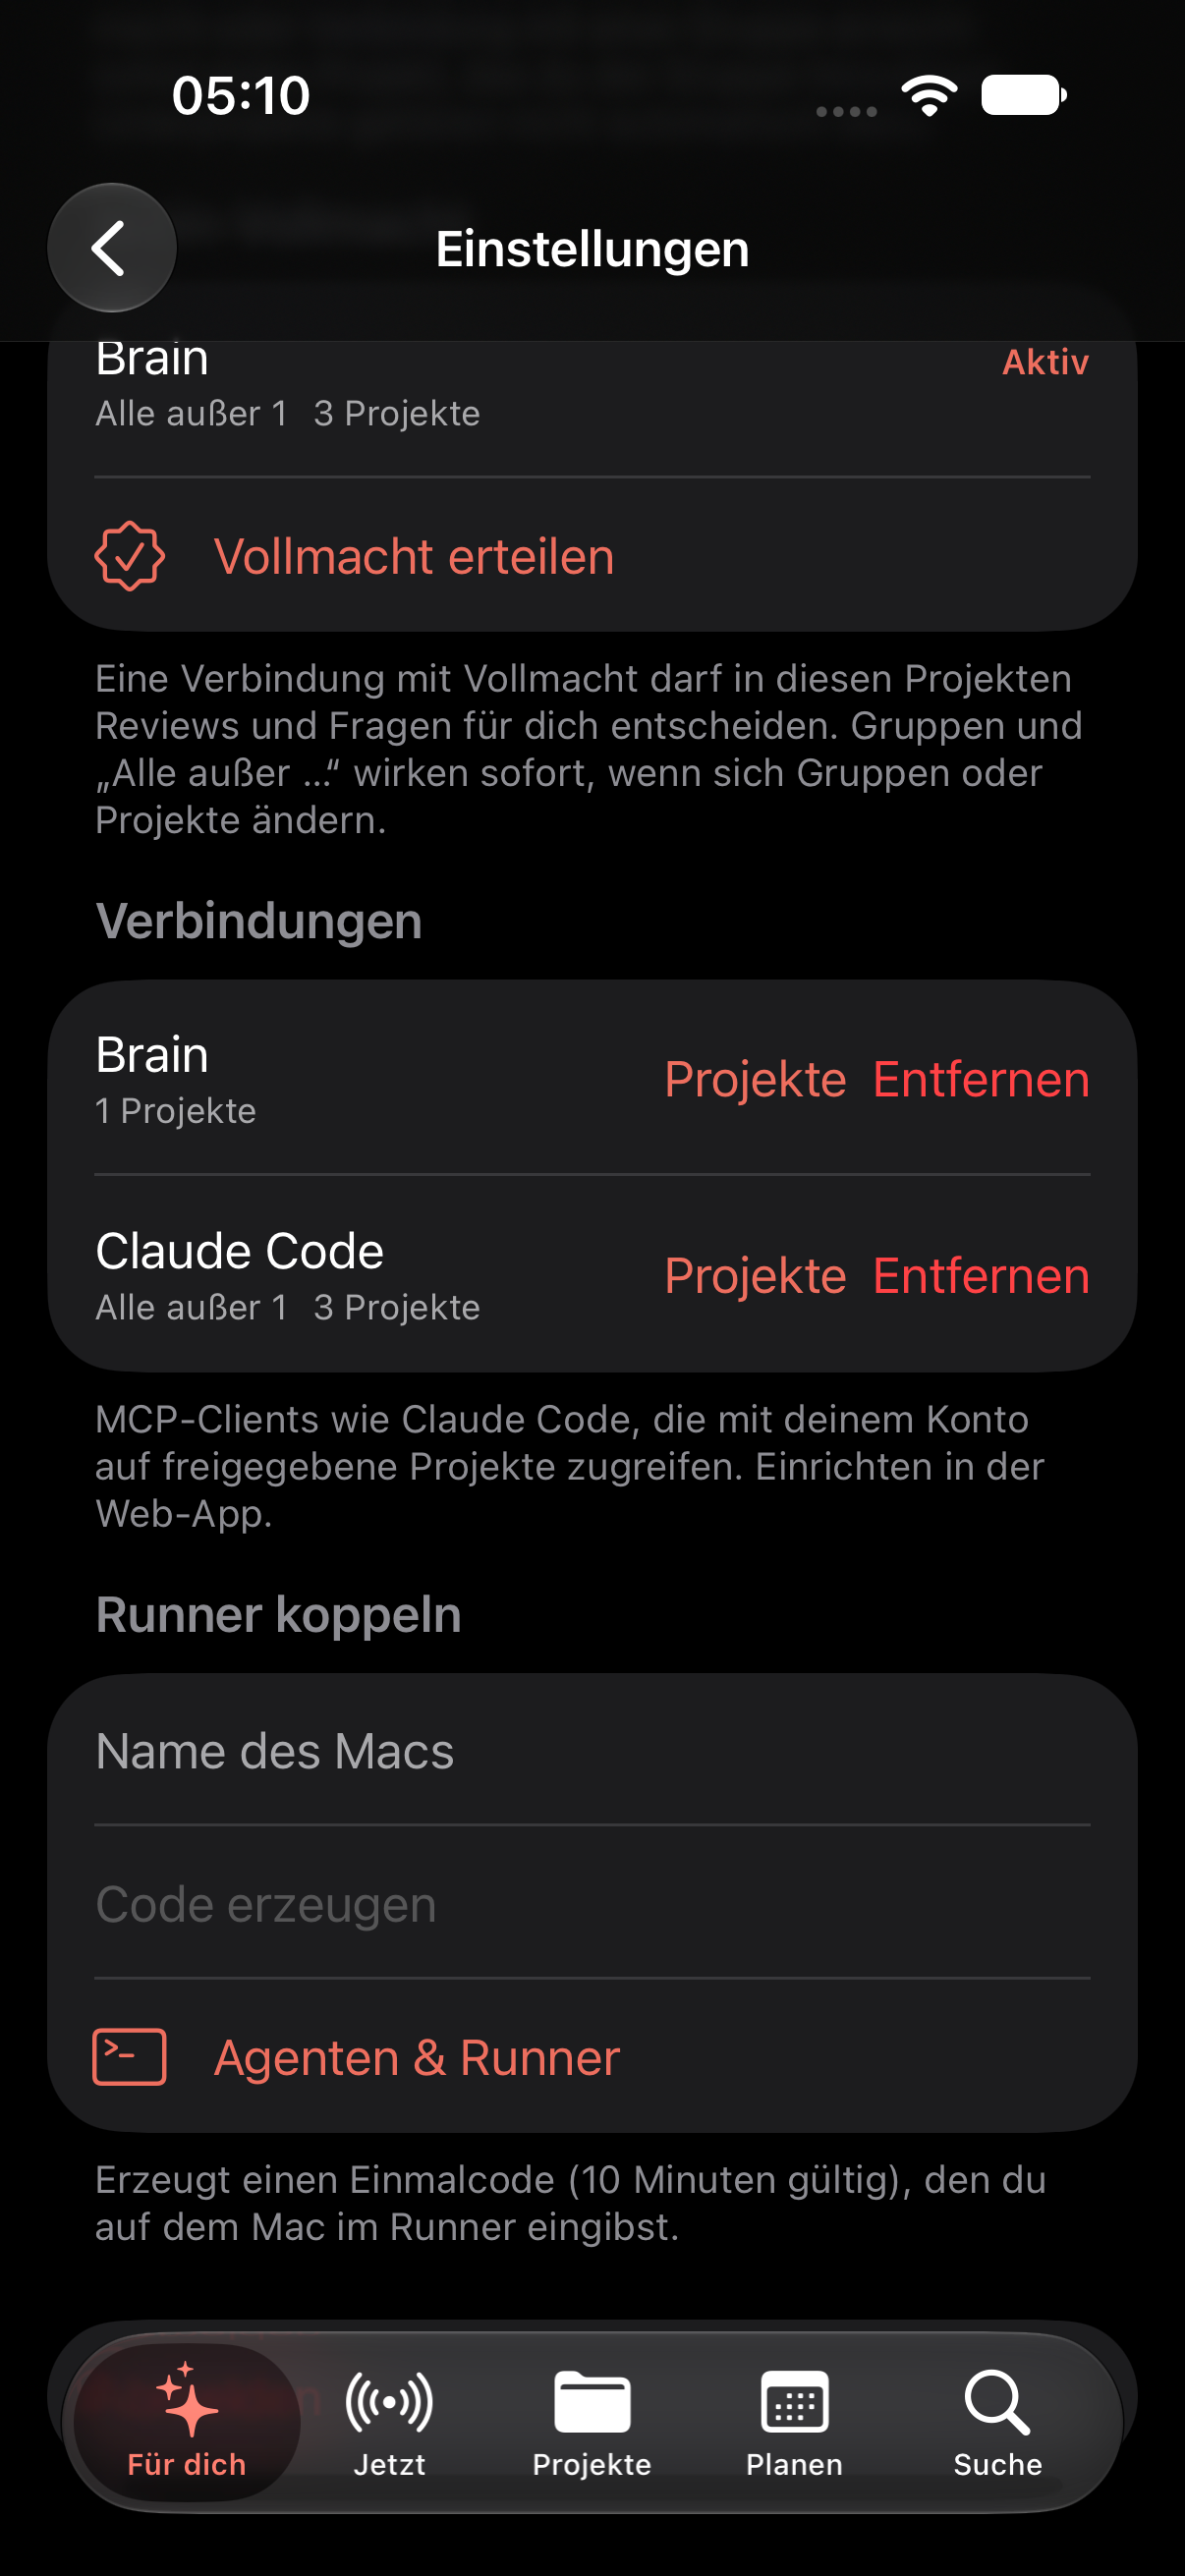 05:10
Einstellungen
Brain
Aktiv
Alle außer 1  3 Projekte
Vollmacht erteilen
Eine Verbindung mit Vollmacht darf in diesen Projekten
Reviews und Fragen für dich entscheiden. Gruppen und
„Alle außer …“ wirken sofort, wenn sich Gruppen oder
Projekte ändern.
Verbindungen
Brain
1 Projekte
Projekte Entfernen
Claude Code
Alle außer 1  3 Projekte
Projekte Entfernen
MCP-Clients wie Claude Code, die mit deinem Konto
auf freigegebene Projekte zugreifen. Einrichten in der
Web-App.
Runner koppeln
Name des Macs
Code erzeugen
Agenten & Runner
Erzeugt einen Einmalcode (10 Minuten gültig), den du
auf dem Mac im Runner eingibst.
Für dich
Jetzt
Projekte
Planen
Suche